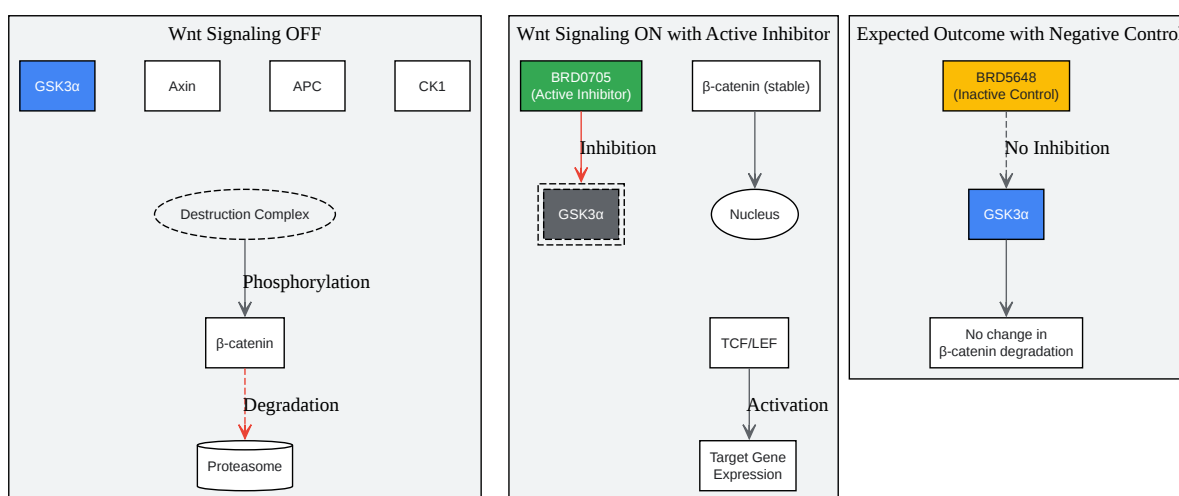 Wnt Signaling OFF
GSK3α
Axin
APC
CK1
Destruction Complex
Phosphorylation
β-catenin
Degradation
Proteasome
Wnt Signaling ON with Active Inhibitor
BRD0705
(Active Inhibitor)
β-catenin (stable)
Inhibition
GSK3α
Nucleus
TCF/LEF
Activation
Target Gene
Expression
Expected Outcome with Negative Control
BRD5648
(Inactive Control)
No Inhibition
GSK3α
No change in
β-catenin degradation